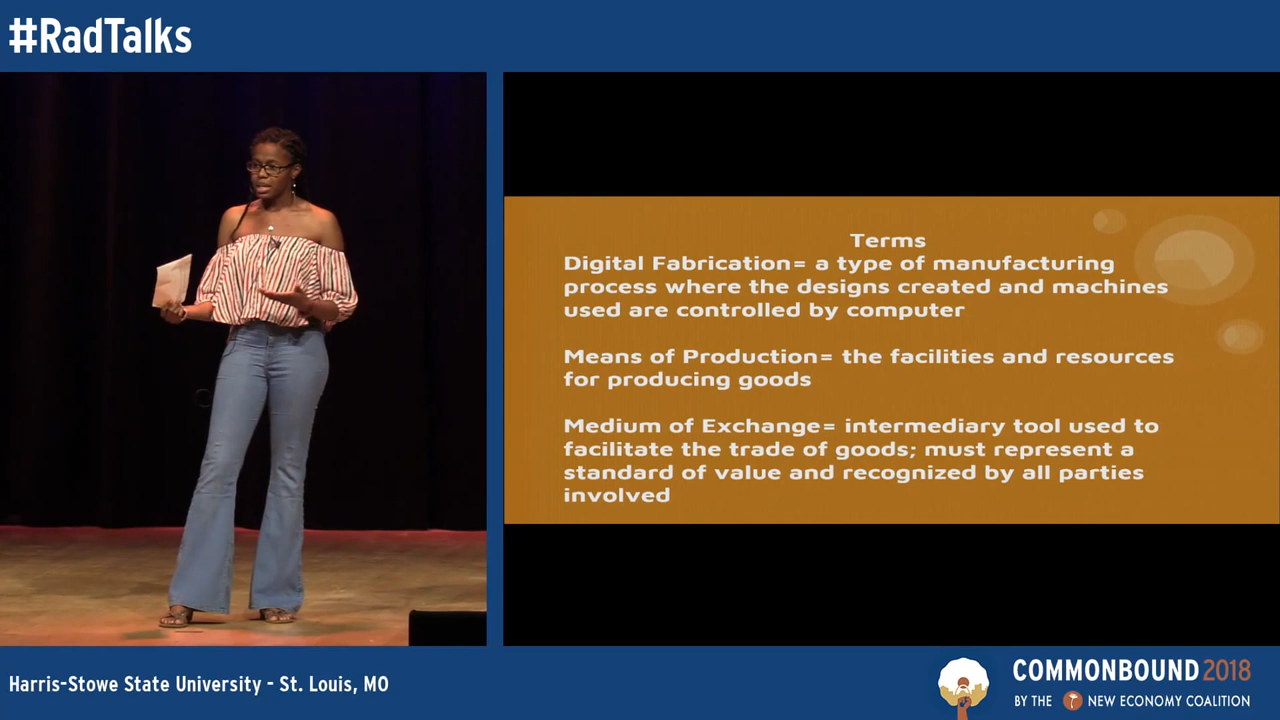 #RadTalks
Terms
Digital Fabrication= a type of manufacturing
process where the designs created and machines
used are controlled by computer
Means of Production= the facilities and resources
for producing goods
Medium of Exchange= intermediary tool used to
facilitate the trade of goods; must represent a
standard of value and recognized by all parties
involved
Harris-Stowe State University - St. Louis, MO
COMMONBOUND 2018
BY THE NEW ECONOMY COALITION